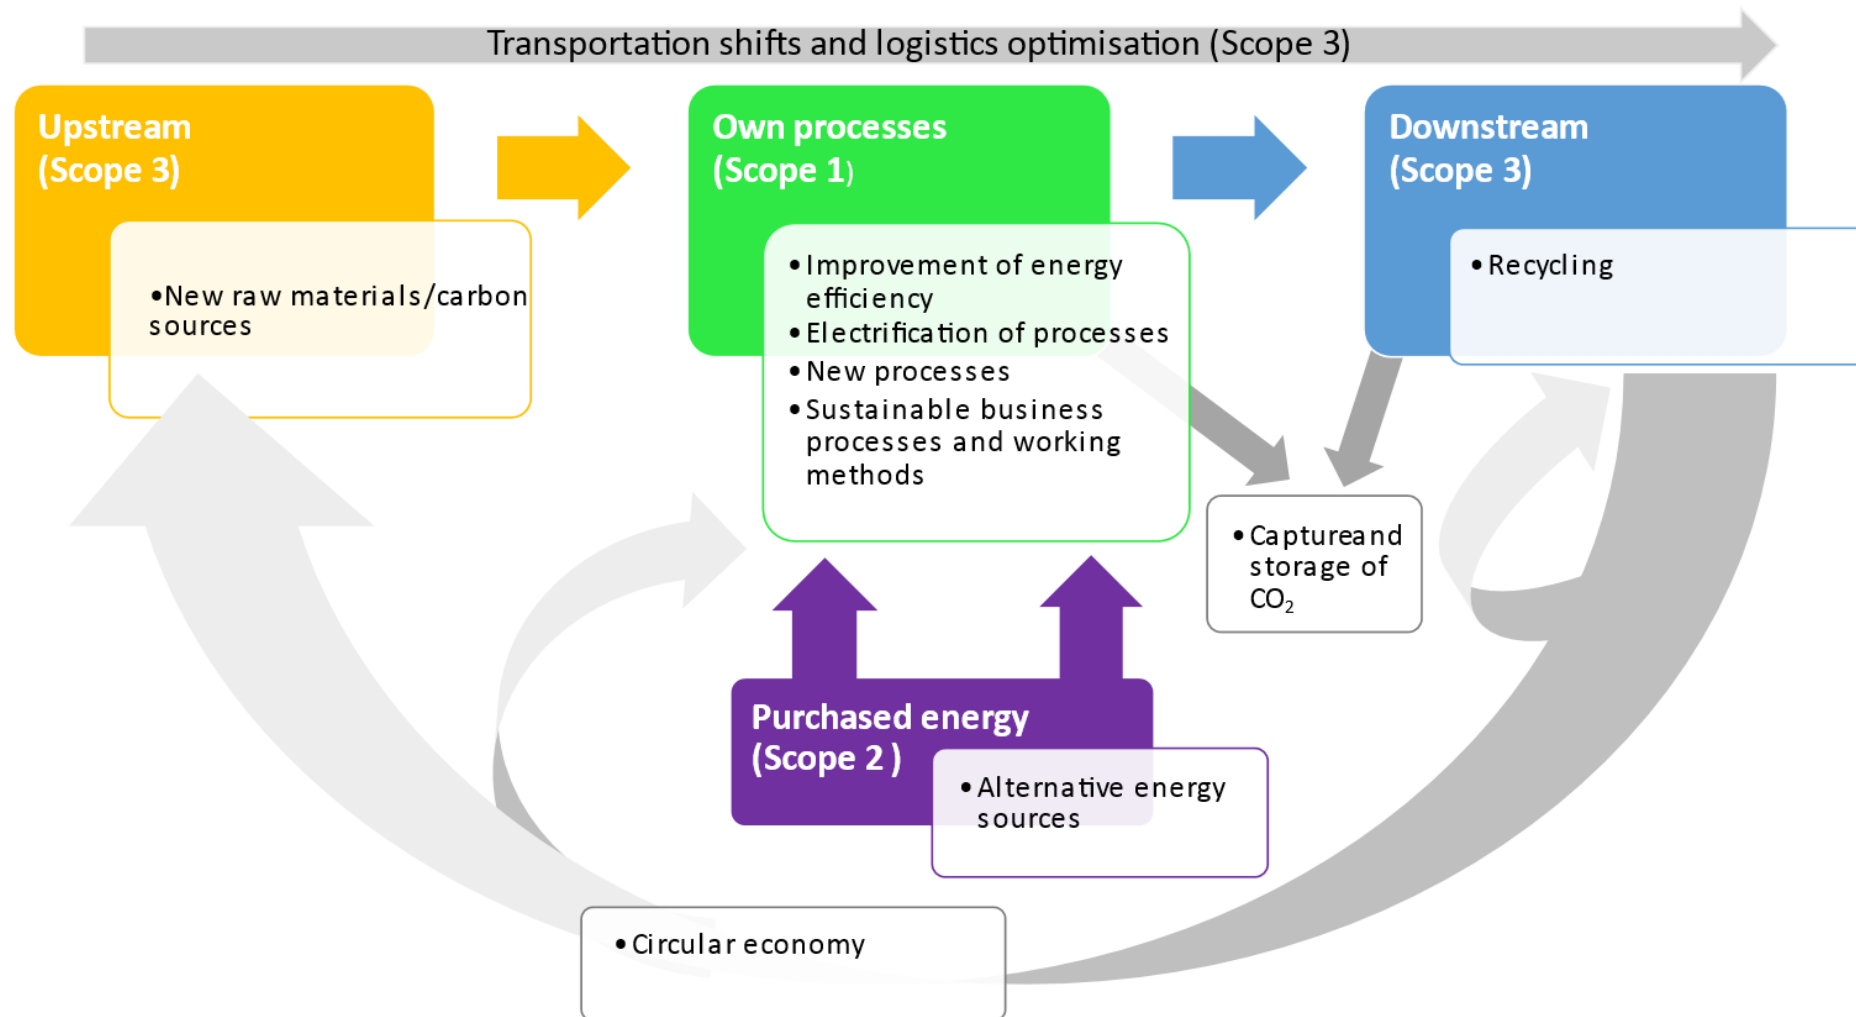 Transportation shifts and logistics optimisation (Scope 3)
Upstream
(Scope 3)
•New raw materials/carbon
sources
Own processes
(Scope 1)
•Improvement of energy
efficiency
•Electrification of processes
•New processes
•Sustainable business
processes and working
methods
Downstream
(Scope 3)
•Recycling
•Captureand
storage of
CO₂
Purchased energy
(Scope 2 )
•Alternative energy
sources
•Circular economy